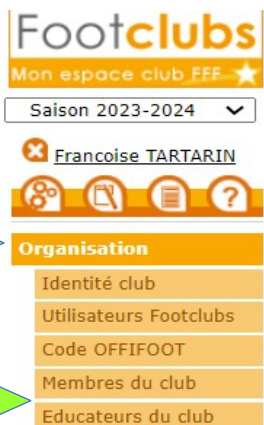 Footclubs
Mon espace club FFF
Saison 2023-2024
Francoise TARTARIN
?
Organisation
Identité club
Utilisateurs Footclubs
Code OFFIFOOT
Membres du club
Educateurs du club